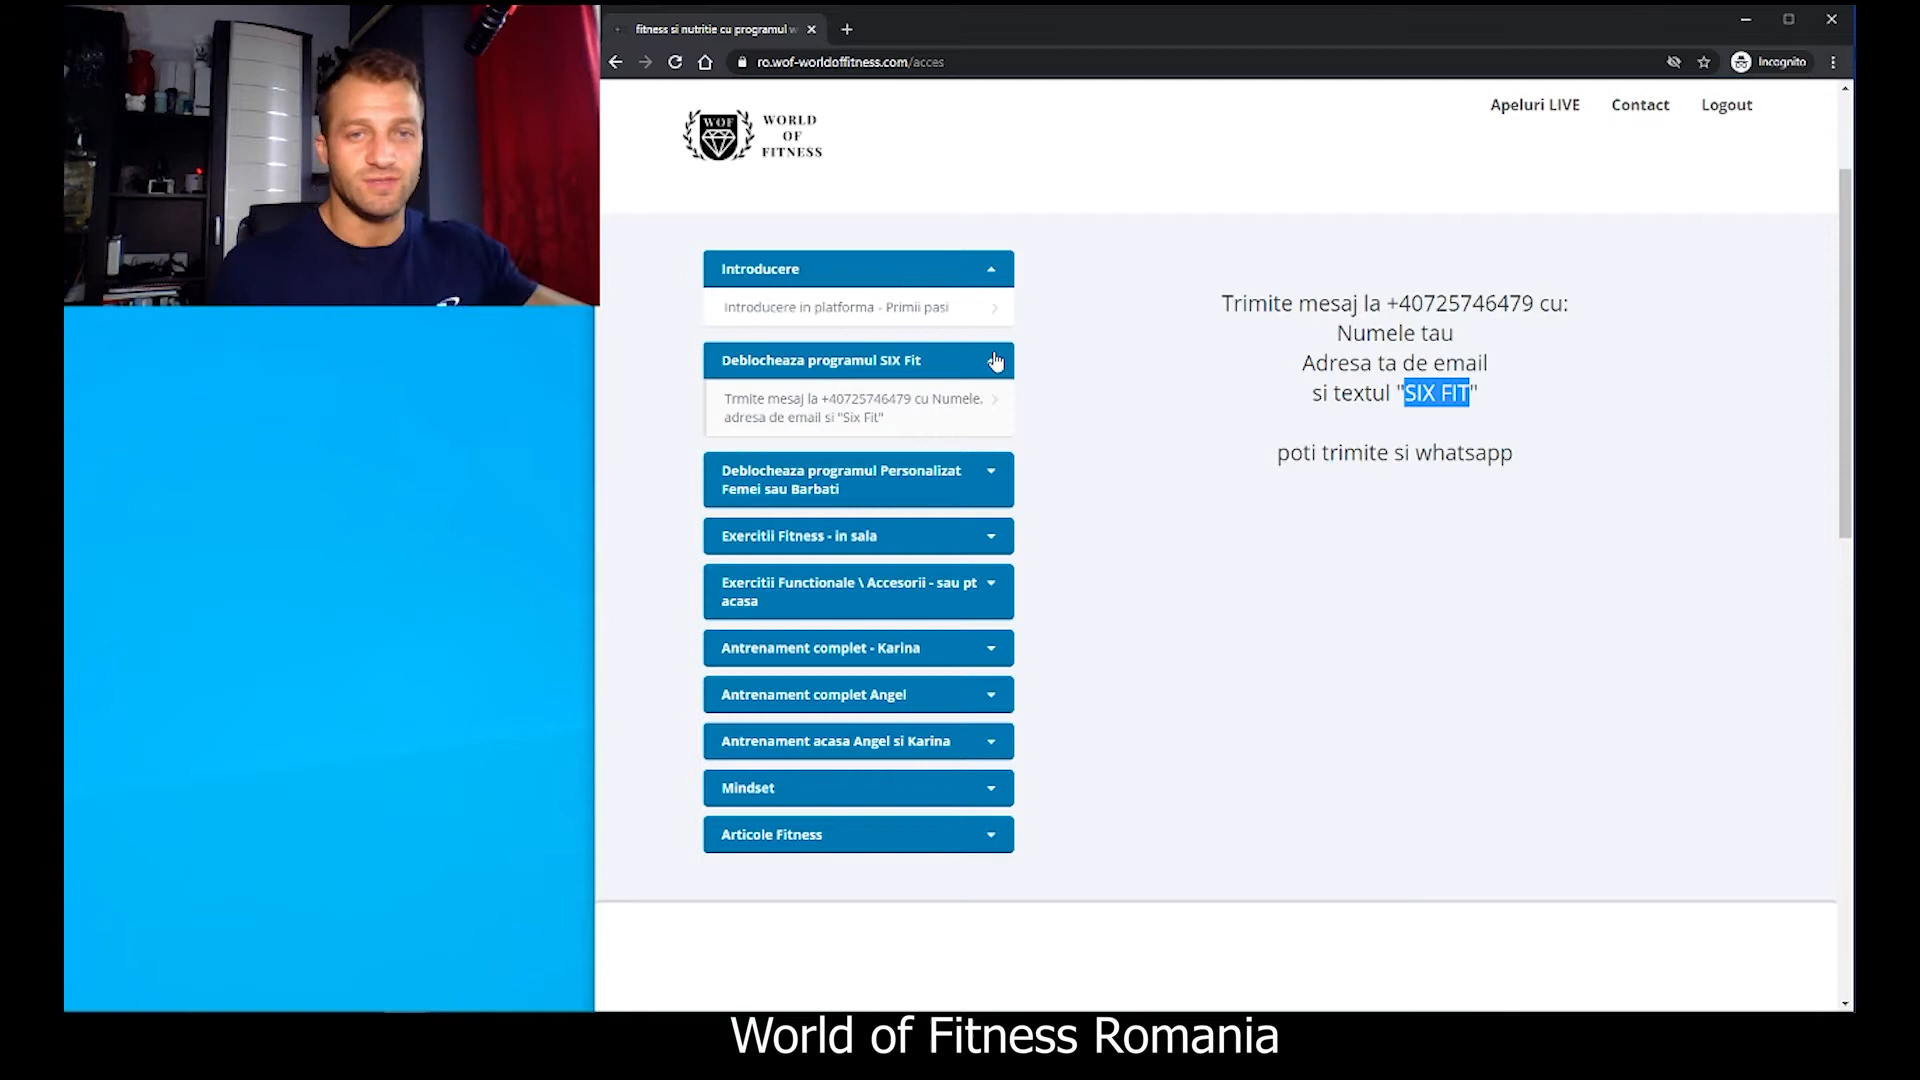 fitness si nutritie cu programul w
ro.wof-worldoffitness.com/acces
Incognito
WOF
WORLD
OF
FITNESS
Apeluri LIVE
Contact
Logout
Introducere
Introducere in platforma - Primii pasi
Deblocheaza programul SIX Fit
Trmite mesaj la +40725746479 cu Numele,
adresa de email si "Six Fit"
Deblocheaza programul Personalizat
Femei sau Barbati
Exercitii Fitness - in sala
Exercitii Functionale \ Accesorii - sau pt
acasa
Antrenament complet - Karina
Antrenament complet Angel
Antrenament acasa Angel si Karina
Mindset
Articole Fitness
Trimite mesaj la +40725746479 cu:
Numele tau
Adresa ta de email
si textul "SIX FIT"
poti trimite si whatsapp
World of Fitness Romania